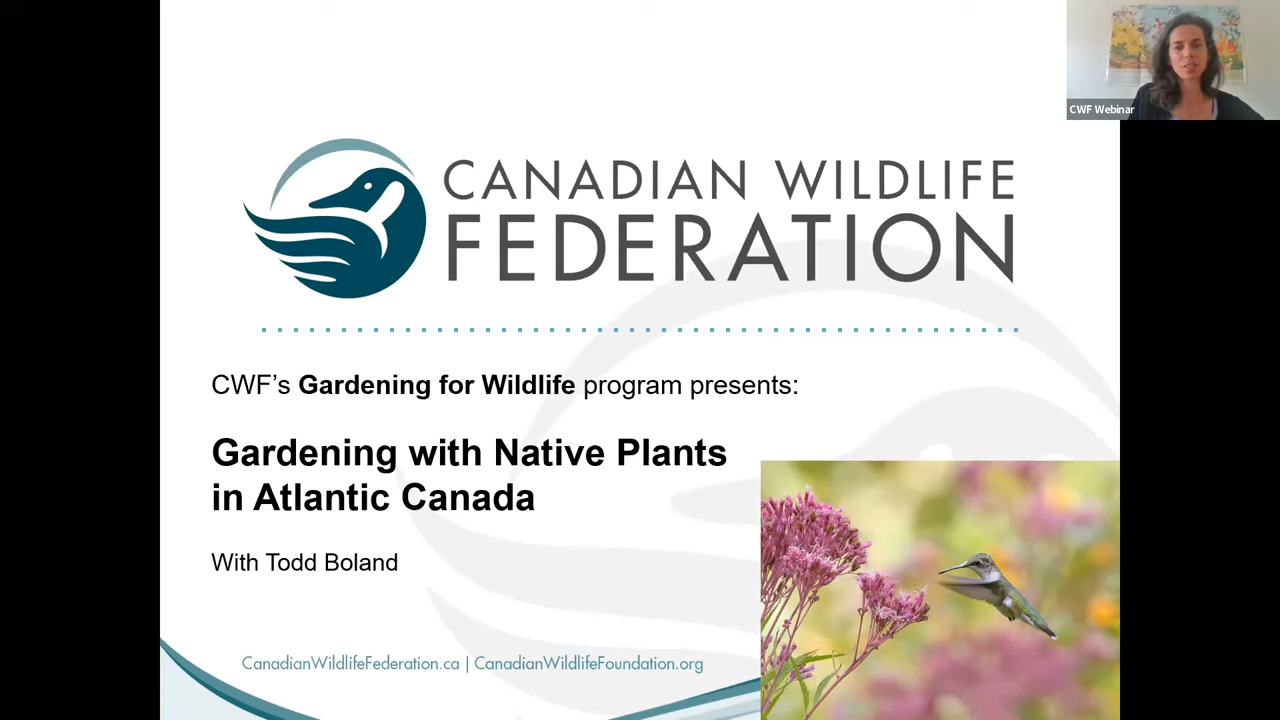 CWF Webinar
CANADIAN WILDLIFE
FEDERATION
CWF’s Gardening for Wildlife program presents:
Gardening with Native Plants
in Atlantic Canada
With Todd Boland
CanadianWildlifeFederation.ca | CanadianWildlifeFoundation.org